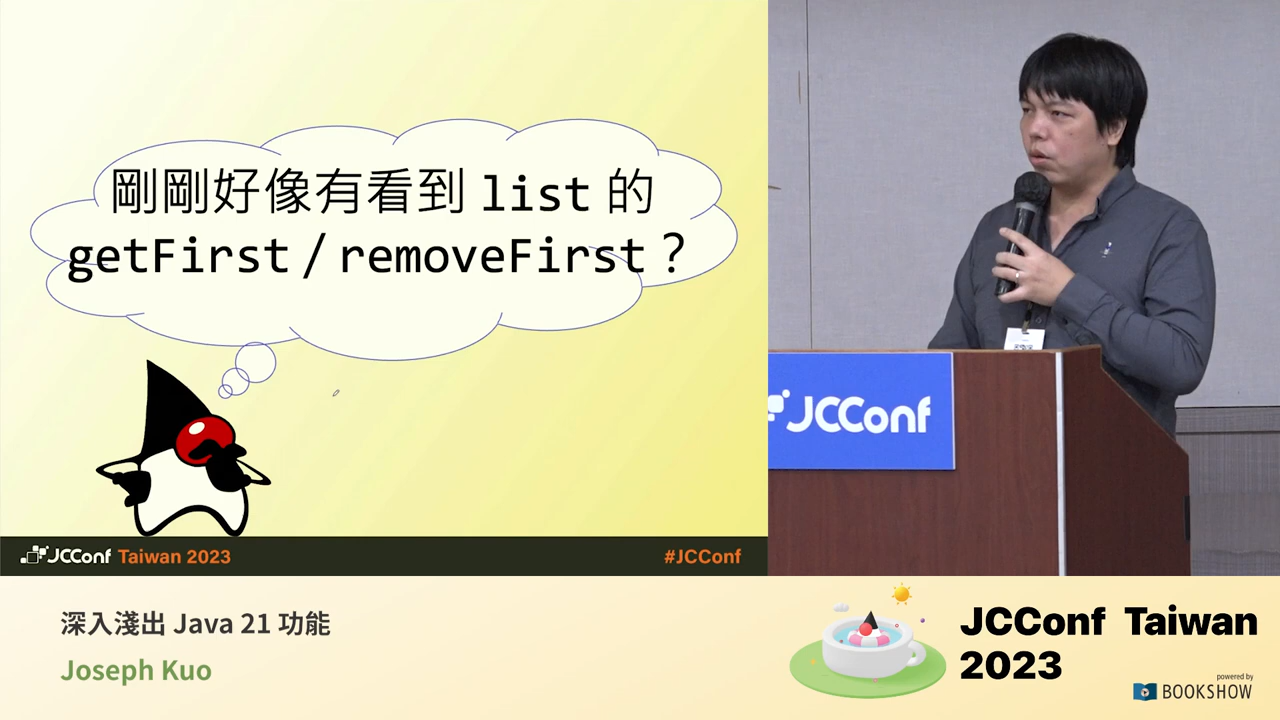 剛剛好像有看到 list 的
getFirst / removeFirst？
JCConf
JCConf Taiwan 2023
#JCConf
深入淺出 Java 21 功能
Joseph Kuo
JCConf Taiwan
2023
powered by
BOOKSHOW